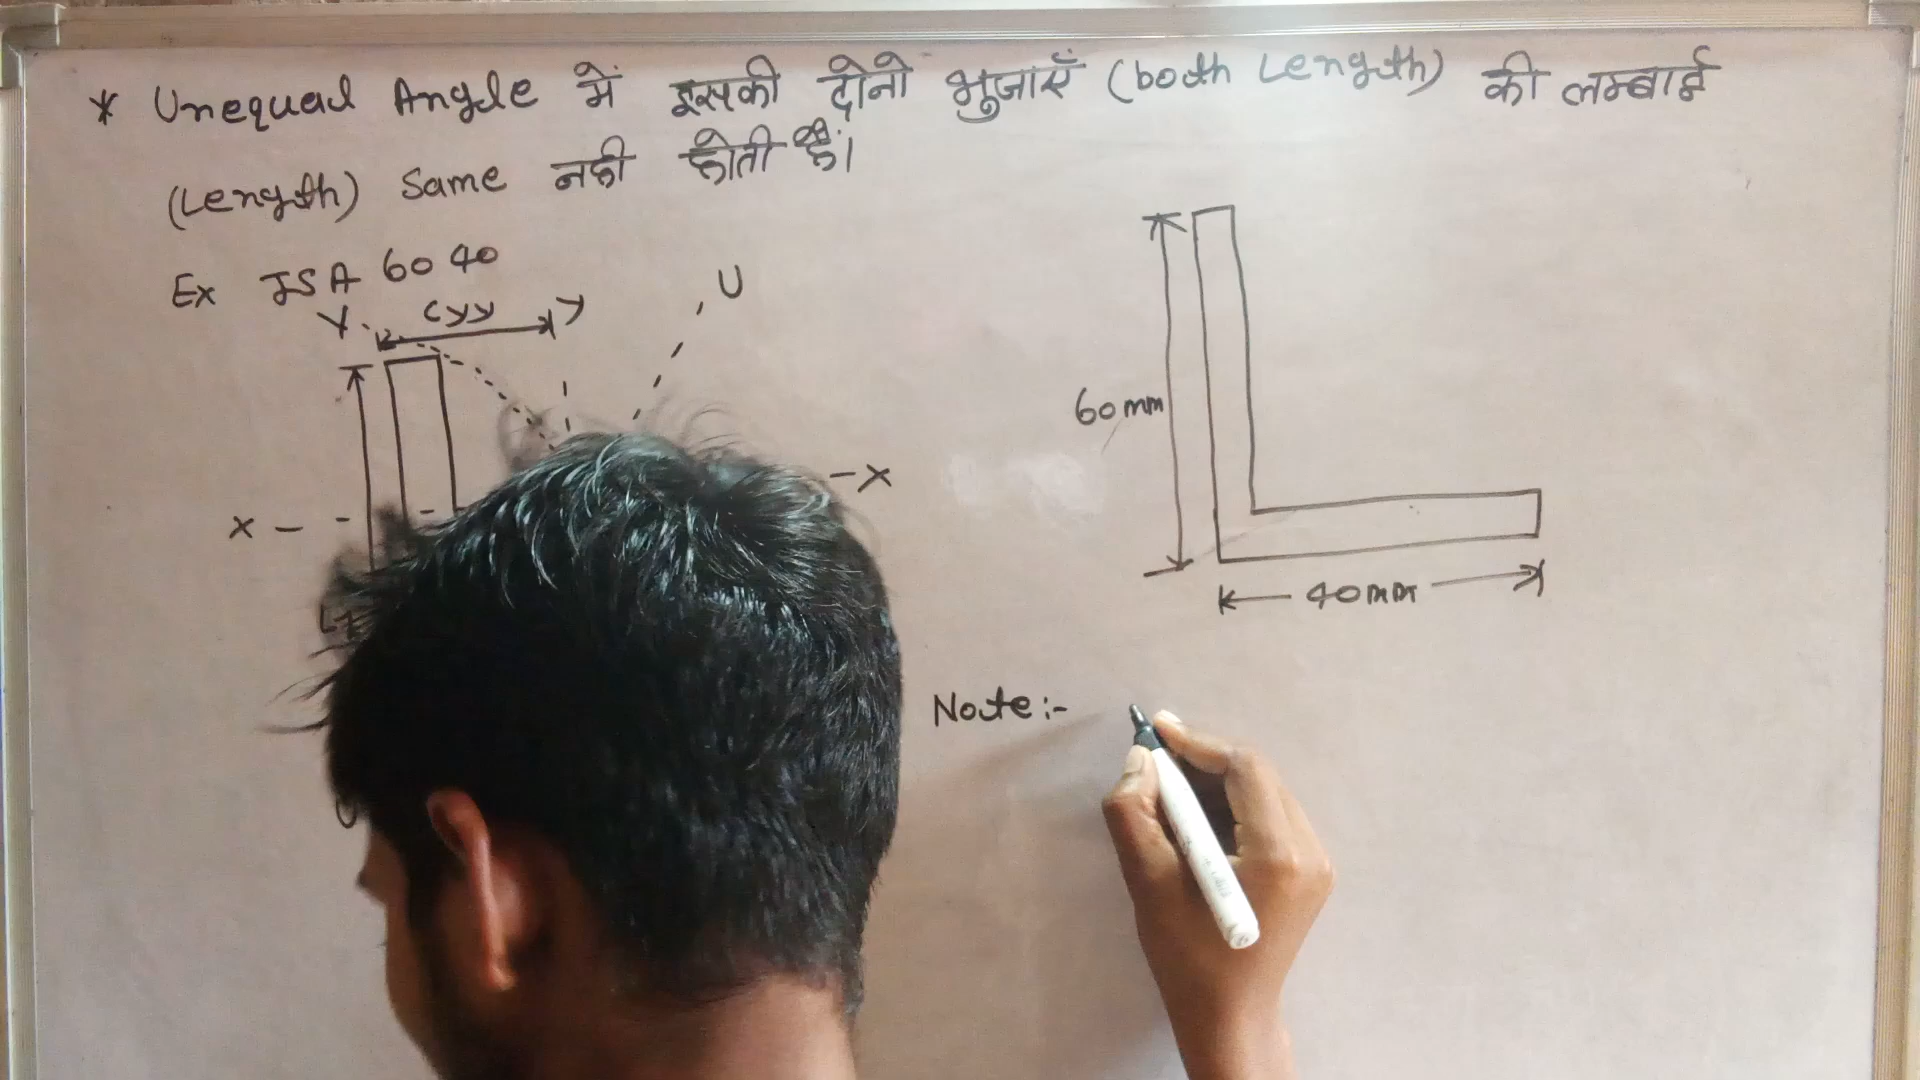 * Unequal Angle में इसकी दोनो भुजाएँ (both Length) की लम्बाई
(Length) Same नही होती हैं।
Ex ISA 60 40
U
Y Cyy Y
60mm
-X
X -
40mm
Note:-